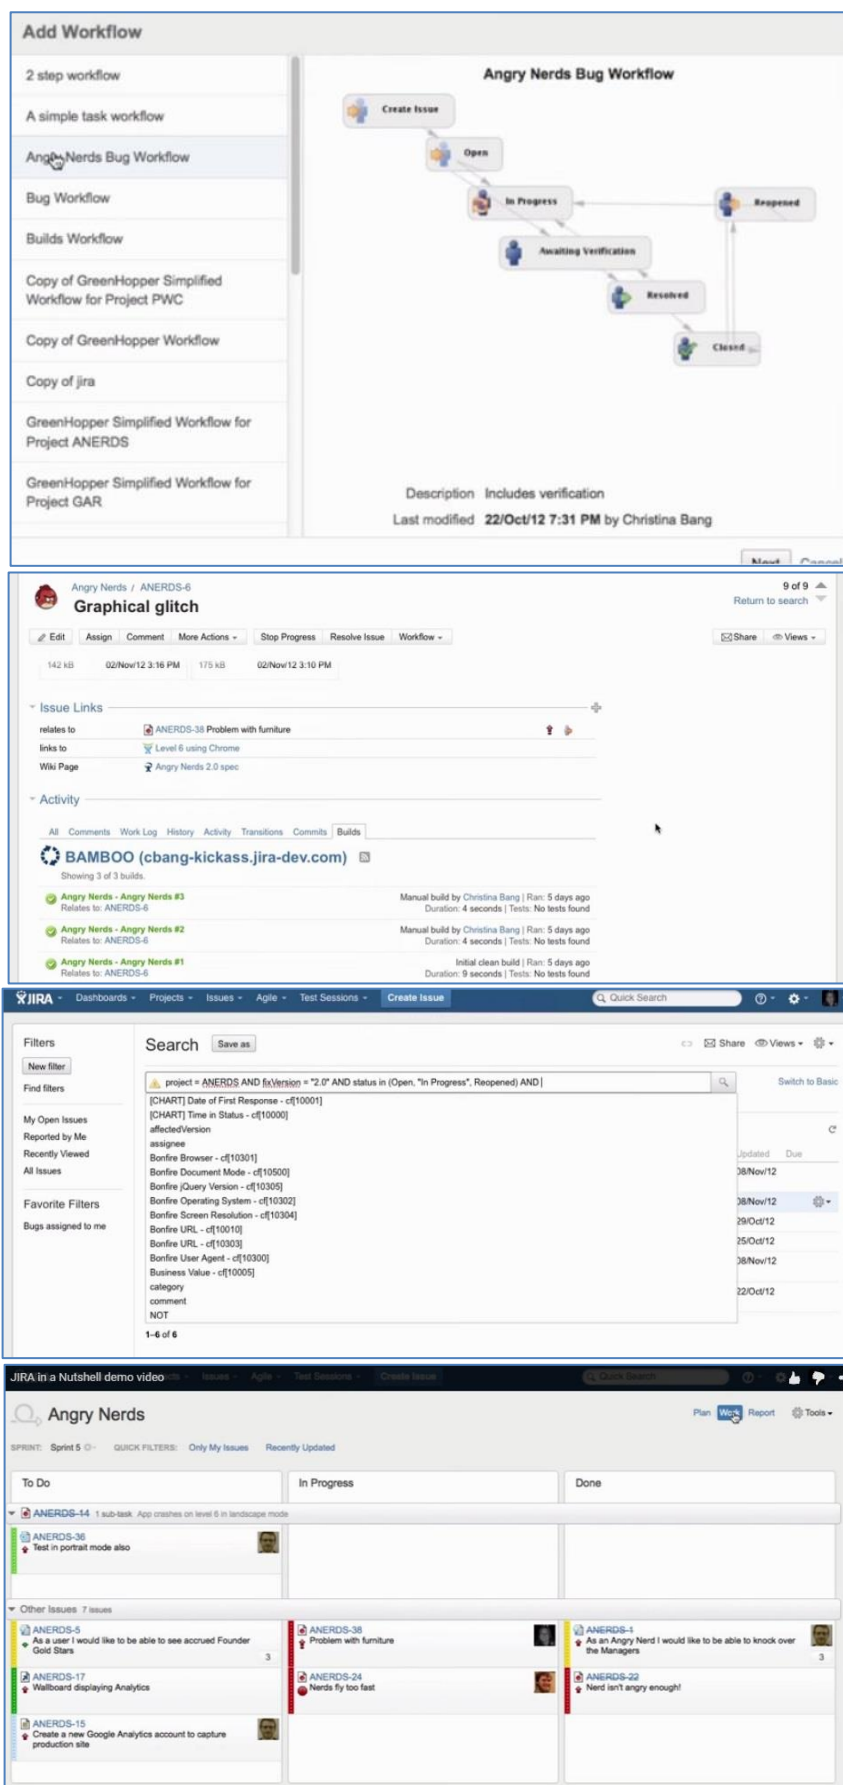 Add Workflow
2 step workflow
A simple task workflow
Angry Nerds Bug Workflow
Bug Workflow
Builds Workflow
Copy of GreenHopper Simplified
Workflow for Project PWC
Copy of GreenHopper Workflow
Copy of jira
GreenHopper Simplified Workflow for
Project ANERDS
GreenHopper Simplified Workflow for
Project GAR
Angry Nerds Bug Workflow
Create Issue
Open
In Progress
Reopened
Awaiting Verification
Resolved
Closed
Description Includes verification
Last modified 22/Oct/12 7:31 PM by Christina Bang
Next Cancel
Angry Nerds / ANERDS-6
Graphical glitch
9 of 9
Return to search
Edit Assign Comment More Actions Stop Progress Resolve Issue Workflow Share Views
142 kB 02/Nov/12 3:16 PM 175 kB 02/Nov/12 3:10 PM
Issue Links
relates to ANERDS-38 Problem with furniture
links to Level 6 using Chrome
Wiki Page Angry Nerds 2.0 spec
Activity
All Comments Work Log History Activity Transitions Commits Builds
BAMBOO (cbang-kickass.jira-dev.com)
Showing 3 of 3 builds.
Angry Nerds - Angry Nerds #3 Manual build by Christina Bang | Ran: 5 days ago
Relates to: ANERDS-6 Duration: 4 seconds | Tests: No tests found
Angry Nerds - Angry Nerds #2 Manual build by Christina Bang | Ran: 5 days ago
Relates to: ANERDS-6 Duration: 4 seconds | Tests: No tests found
Angry Nerds - Angry Nerds #1 Initial clean build | Ran: 5 days ago
Relates to: ANERDS-6 Duration: 9 seconds | Tests: No tests found
JIRA Dashboards Projects Issues Agile Test Sessions Create Issue Quick Search
Filters
New filter
Find filters
My Open Issues
Reported by Me
Recently Viewed
All Issues
Favorite Filters
Bugs assigned to me
Search Save as Share Views
project = ANERDS AND fixVersion = "2.0" AND status in (Open, "In Progress", Reopened) AND
Switch to Basic
[CHART] Date of First Response - cf[10001]
[CHART] Time in Status - cf[10000]
affectedVersion
assignee
Bonfire Browser - cf[10301]
Bonfire Document Mode - cf[10500]
Bonfire jQuery Version - cf[10305]
Bonfire Operating System - cf[10302]
Bonfire Screen Resolution - cf[10304]
Bonfire URL - cf[10010]
Bonfire URL - cf[10303]
Bonfire User Agent - cf[10300]
Business Value - cf[10005]
category
comment
NOT
1–6 of 6
Updated Due
08/Nov/12
08/Nov/12
29/Oct/12
25/Oct/12
08/Nov/12
22/Oct/12
JIRA in a Nutshell demo video
Issues Agile Test Sessions Create Issue Quick Search
Angry Nerds
Plan Work Report Tools
SPRINT: Sprint 5 QUICK FILTERS: Only My Issues Recently Updated
To Do In Progress Done
ANERDS-14 1 sub-task App crashes on level 6 in landscape mode
ANERDS-36
Test in portrait mode also
Other Issues 7 issues
ANERDS-5
As a user I would like to be able to see accrued Founder
Gold Stars
3
ANERDS-17
Wallboard displaying Analytics
ANERDS-15
Create a new Google Analytics account to capture
production site
ANERDS-38
Problem with furniture
ANERDS-24
Nerds fly too fast
ANERDS-1
As an Angry Nerd I would like to be able to knock over
the Managers
3
ANERDS-22
Nerd isn't angry enough!